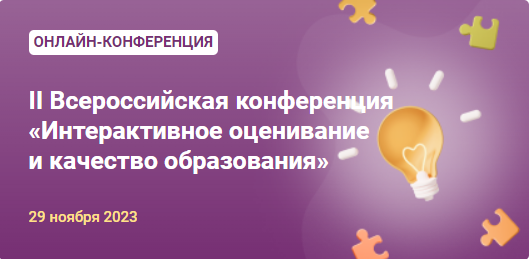 ОНЛАЙН-КОНФЕРЕНЦИЯ
II Всероссийская конференция
«Интерактивное оценивание
и качество образования»
29 ноября 2023